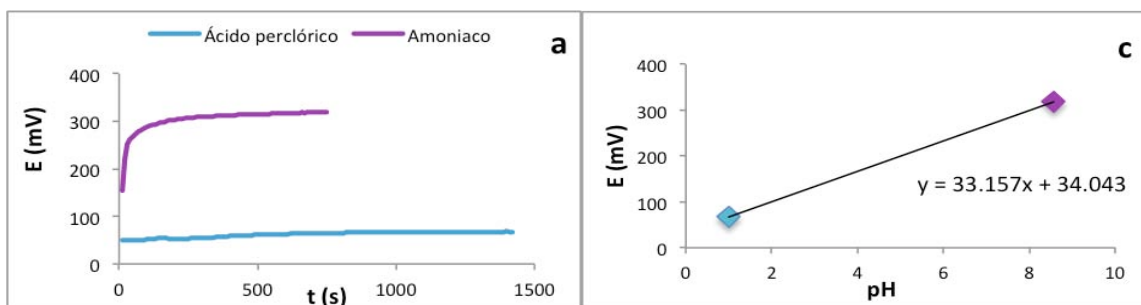 Ácido perclórico Amoniaco a
400
300
200
100
0
E (mV)
0 500 1000 1500
t (s)
c
400
300
200
100
0
E (mV)
y = 33.157x + 34.043
0 2 4 6 8 10
pH